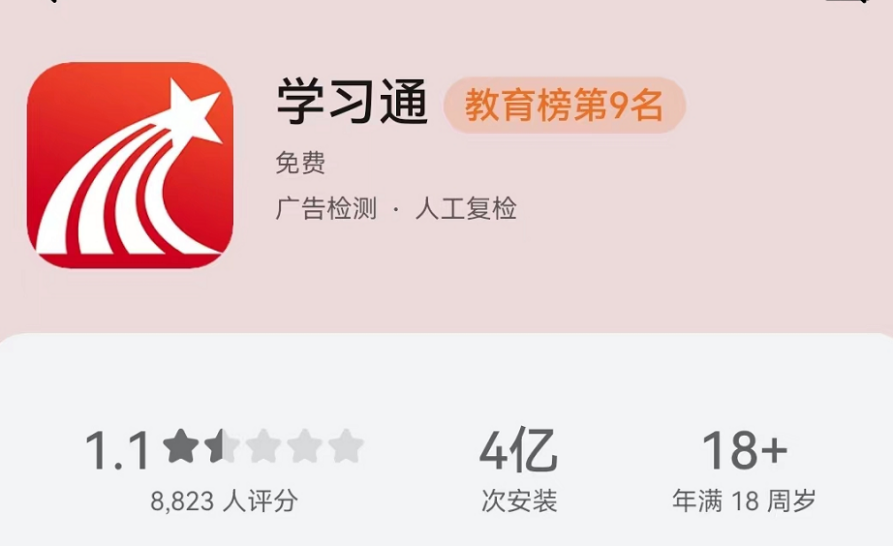 学习通 教育榜第9名
免费
广告检测 · 人工复检
1.1 4亿 18+
8,823 人评分 次安装 年满 18 周岁